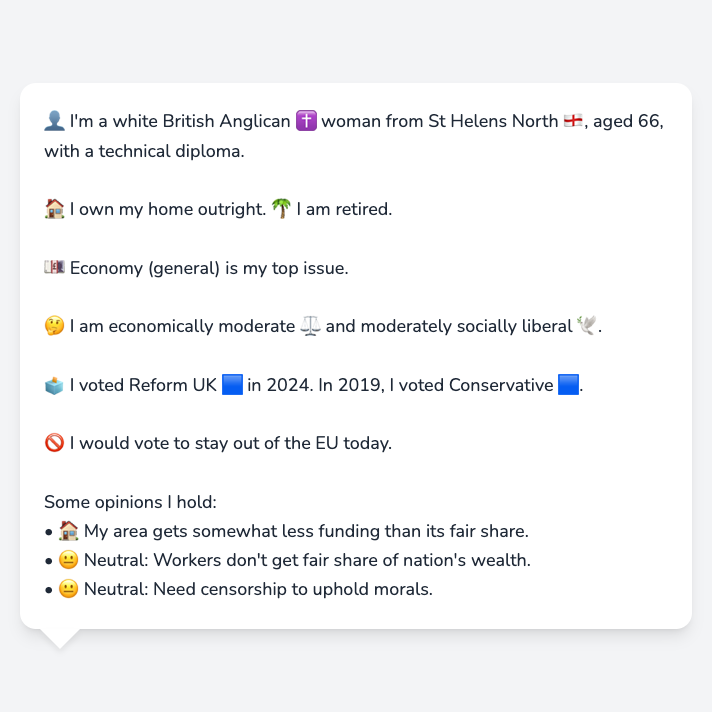 👤 I'm a white British Anglican ✝️ woman from St Helens North 🏴󠁧󠁢󠁥󠁮󠁧󠁿, aged 66,
with a technical diploma.
🏠 I own my home outright. 🌴 I am retired.
💷 Economy (general) is my top issue.
🤔 I am economically moderate ⚖️ and moderately socially liberal 🕊️.
🗳️ I voted Reform UK 🟦 in 2024. In 2019, I voted Conservative 🟦.
🚫 I would vote to stay out of the EU today.
Some opinions I hold:
• 🏠 My area gets somewhat less funding than its fair share.
• 😐 Neutral: Workers don't get fair share of nation's wealth.
• 😐 Neutral: Need censorship to uphold morals.